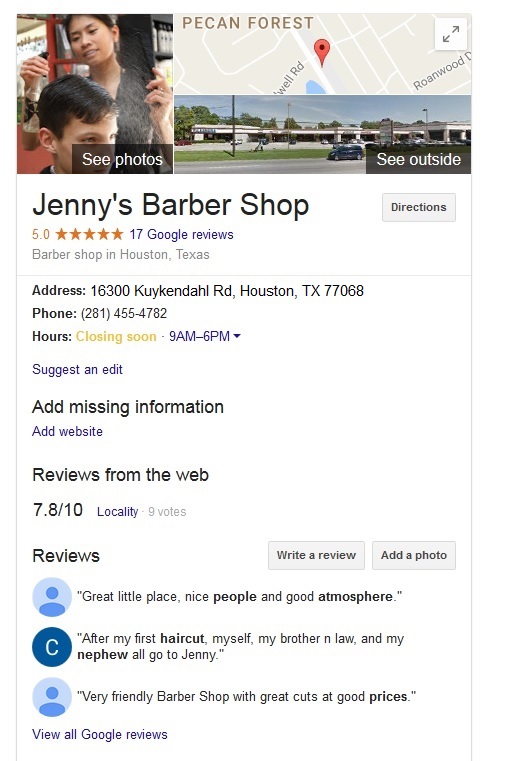 PECAN FOREST
well Rd
Roanwood D
See photos
See outside
Jenny's Barber Shop
Directions
5.0 ★★★★★ 17 Google reviews
Barber shop in Houston, Texas
Address: 16300 Kuykendahl Rd, Houston, TX 77068
Phone: (281) 455-4782
Hours: Closing soon · 9AM–6PM
Suggest an edit
Add missing information
Add website
Reviews from the web
7.8/10 Locality · 9 votes
Reviews
Write a review
Add a photo
"Great little place, nice people and good atmosphere."
C
"After my first haircut, myself, my brother n law, and my
nephew all go to Jenny."
"Very friendly Barber Shop with great cuts at good prices."
View all Google reviews